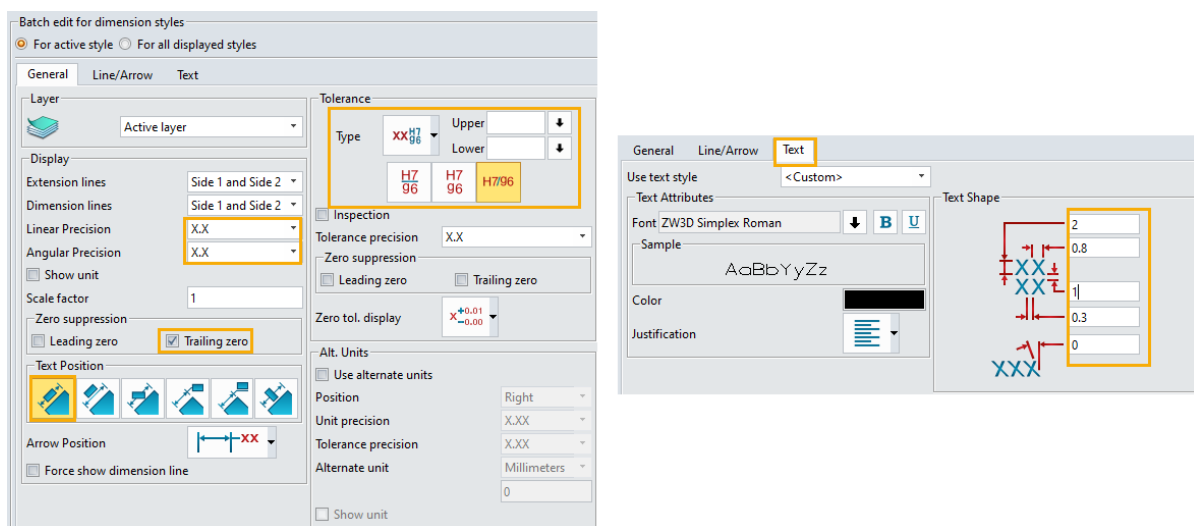 Batch edit for dimension styles
For active style For all displayed styles
General Line/Arrow Text
Layer
Active layer
Display
Extension lines Side 1 and Side 2
Dimension lines Side 1 and Side 2
Linear Precision X.X
Angular Precision X.X
Show unit
Scale factor 1
Zero suppression
Leading zero Trailing zero
Text Position
Arrow Position XX
Force show dimension line
Tolerance
Type XX H7 g6 Upper
Lower
H7 g6 H7 g6 H7/g6
Inspection
Tolerance precision X.X
Zero suppression
Leading zero Trailing zero
Zero tol. display X +0.01 -0.00
Alt. Units
Use alternate units
Position Right
Unit precision X.XX
Tolerance precision X.XX
Alternate unit Millimeters
0
Show unit
General Line/Arrow Text
Use text style <Custom>
Text Attributes
Font ZW3D Simplex Roman B U
Sample
AaBbYyZz
Color
Justification
Text Shape
2
0.8
XX
XX 1
0.3
0
XXX